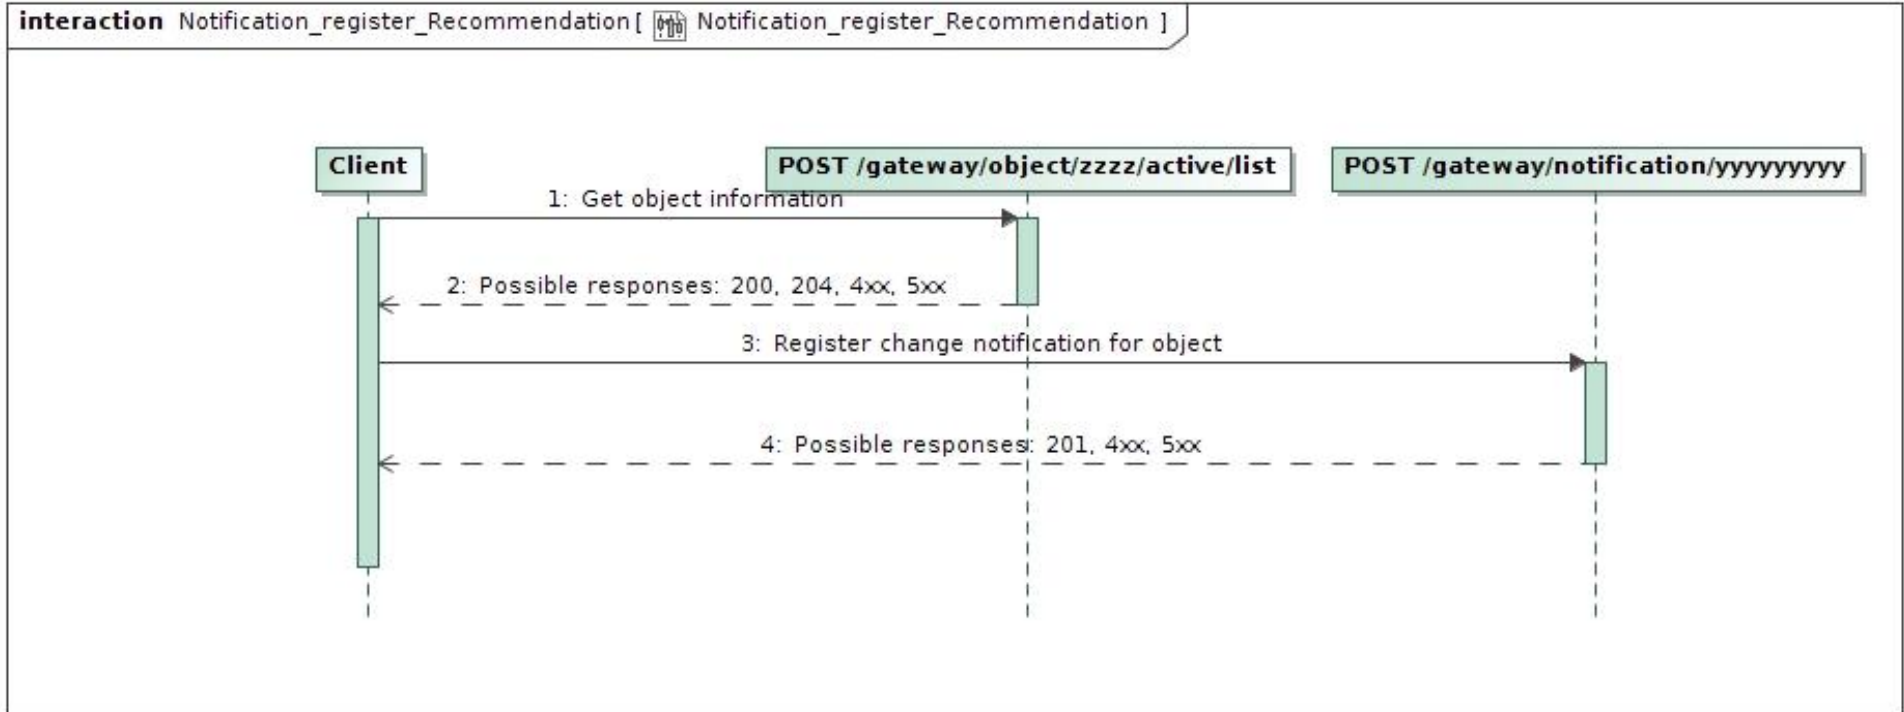 interaction Notification_register_Recommendation [ Notification_register_Recommendation ]
Client
POST /gateway/object/zzzz/active/list
POST /gateway/notification/yyyyyyyyy
1: Get object information
2: Possible responses: 200, 204, 4xx, 5xx
3: Register change notification for object
4: Possible responses: 201, 4xx, 5xx